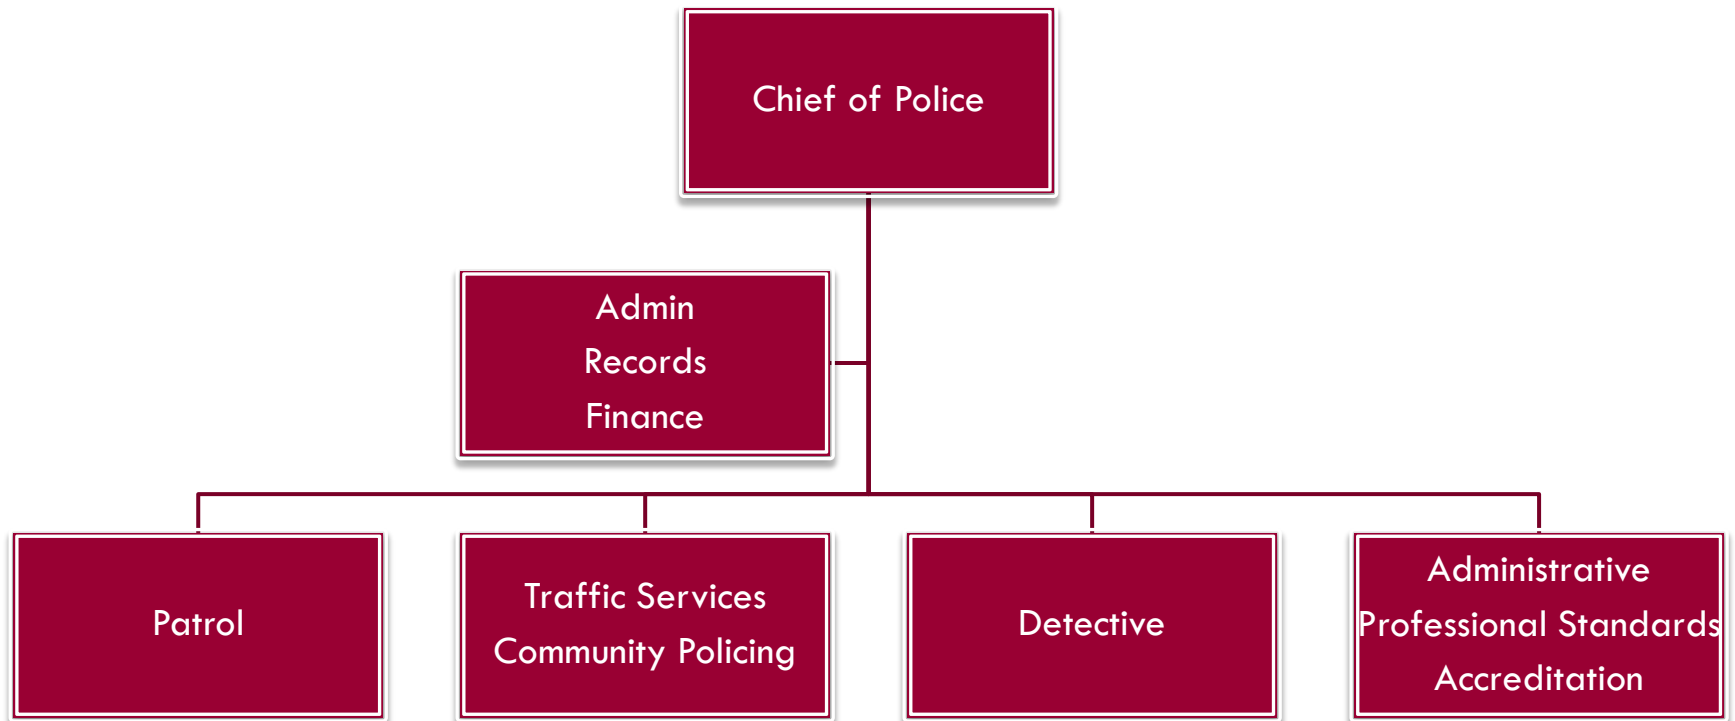 Chief of Police
Admin
Records
Finance
Patrol
Traffic Services
Community Policing
Detective
Administrative
Professional Standards
Accreditation